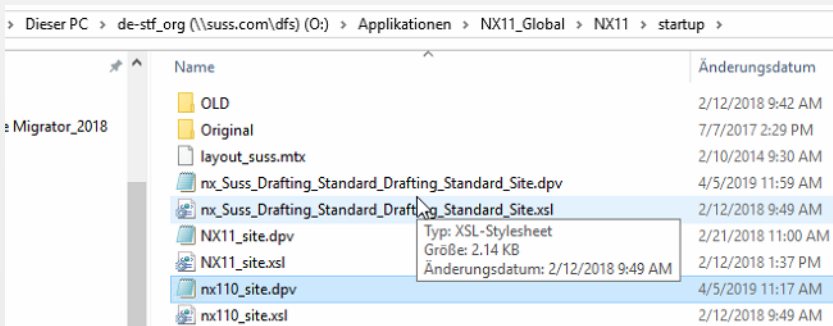 > Dieser PC > de-stf_org (\\suss.com\dfs) (O:) > Applikationen > NX11_Global > NX11 > startup >
Name Änderungsdatum
OLD 2/12/2018 9:42 AM
e Migrator_2018
Original 7/7/2017 2:29 PM
layout_suss.mtx 2/10/2014 9:30 AM
nx_Suss_Drafting_Standard_Drafting_Standard_Site.dpv 4/5/2019 11:59 AM
nx_Suss_Drafting_Standard_Drafting_Standard_Site.xsl 2/12/2018 9:49 AM
NX11_site.dpv 2/21/2018 11:00 AM
Typ: XSL-Stylesheet
Größe: 2.14 KB
Änderungsdatum: 2/12/2018 9:49 AM
NX11_site.xsl 2/12/2018 1:37 PM
nx110_site.dpv 4/5/2019 11:17 AM
nx110_site.xsl 2/12/2018 9:49 AM